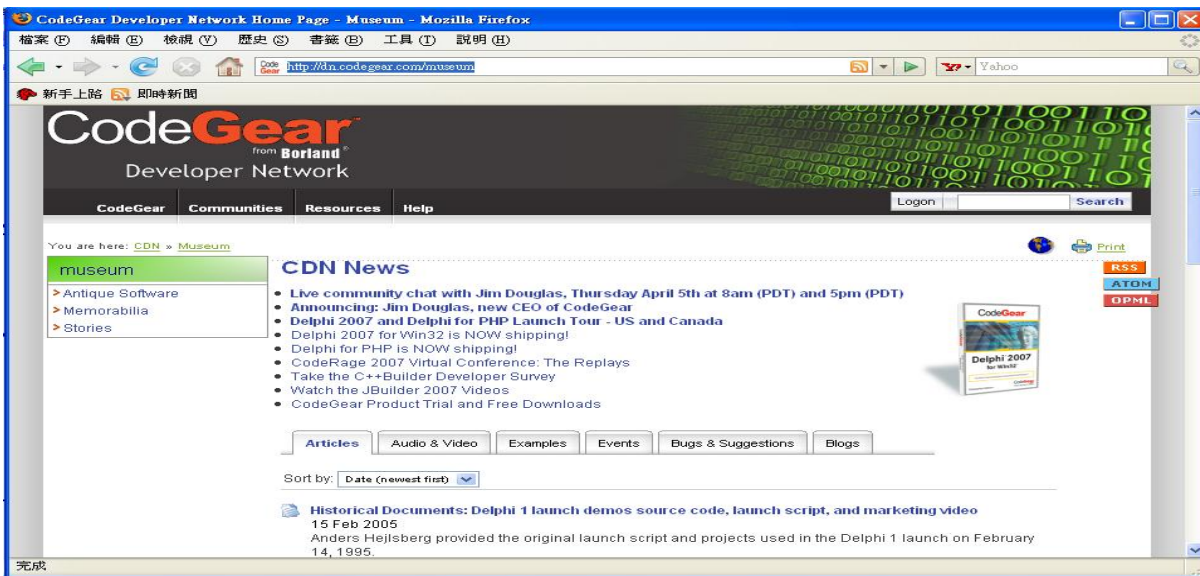 CodeGear Developer Network Home Page - Museum - Mozilla Firefox
檔案 (F) 編輯 (E) 檢視 (V) 歷史 (S) 書籤 (B) 工具 (T) 說明 (H)
http://dn.codegear.com/museum
Yahoo
新手上路 即時新聞
CodeGear
from Borland®
Developer Network
CodeGear Communities Resources Help
Logon Search
You are here: CDN » Museum
Print
museum
> Antique Software
> Memorabilia
> Stories
CDN News
RSS
ATOM
OPML
• Live community chat with Jim Douglas, Thursday April 5th at 8am (PDT) and 5pm (PDT)
• Announcing: Jim Douglas, new CEO of CodeGear
• Delphi 2007 and Delphi for PHP Launch Tour - US and Canada
• Delphi 2007 for Win32 is NOW shipping!
• Delphi for PHP is NOW shipping!
• CodeRage 2007 Virtual Conference: The Replays
• Take the C++Builder Developer Survey
• Watch the JBuilder 2007 Videos
• CodeGear Product Trial and Free Downloads
CodeGear
Delphi 2007
for Win32
Articles Audio & Video Examples Events Bugs & Suggestions Blogs
Sort by: Date (newest first)
Historical Documents: Delphi 1 launch demos source code, launch script, and marketing video
15 Feb 2005
Anders Hejlsberg provided the original launch script and projects used in the Delphi 1 launch on February
14, 1995.
完成